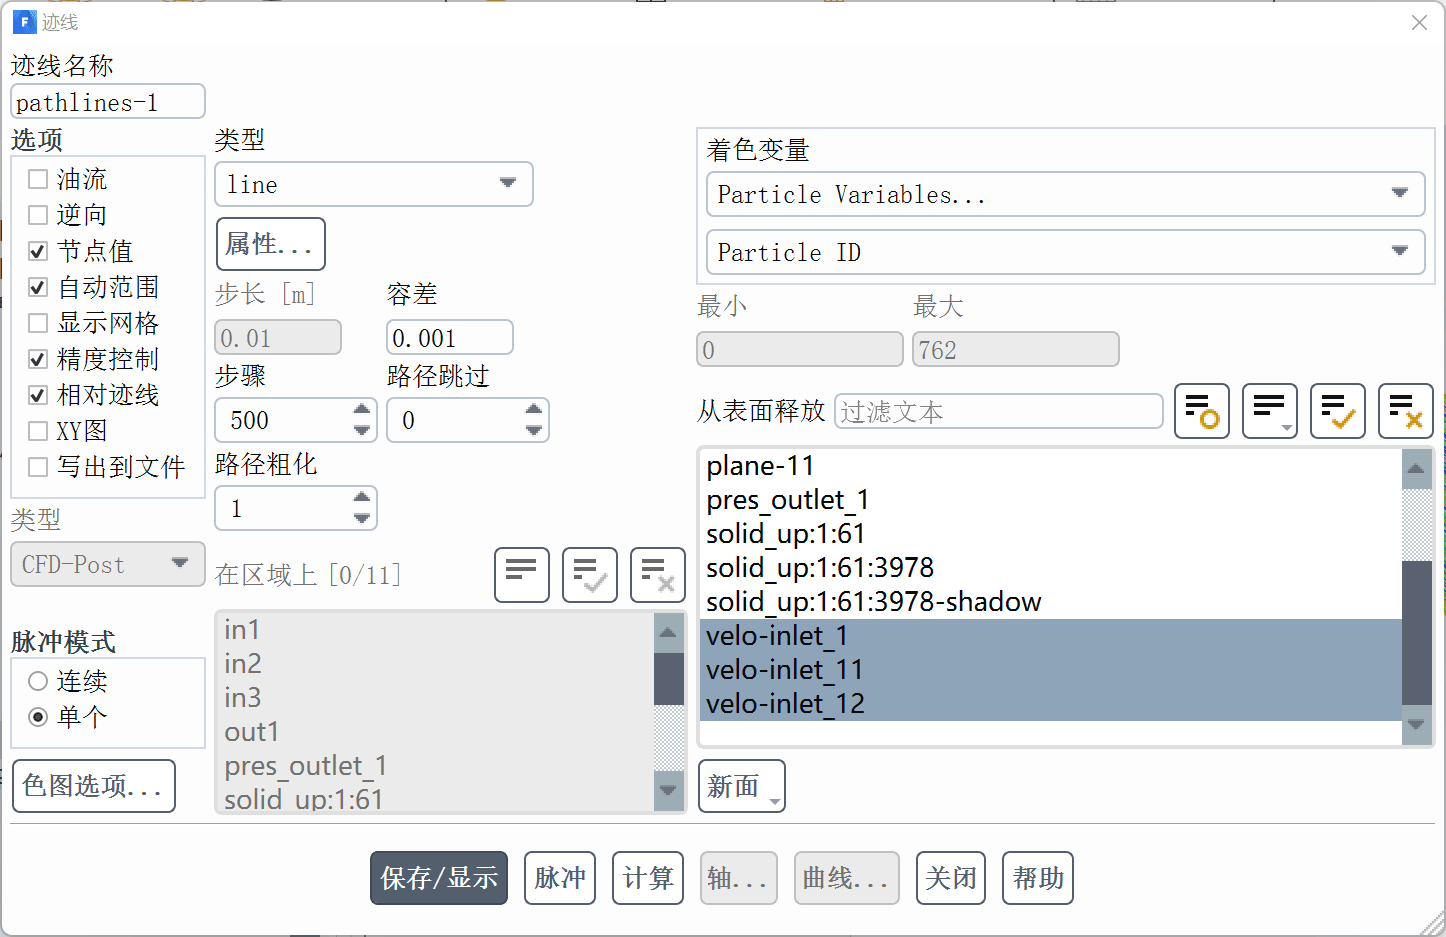 迹线
迹线名称
pathlines-1
选项
油流
逆向
节点值
自动范围
显示网格
精度控制
相对迹线
XY图
写出到文件
类型
CFD-Post
脉冲模式
连续
单个
色图选项...
类型
line
属性...
步长 [m]
容差
0.01
0.001
步骤
路径跳过
500
0
路径粗化
1
在区域上 [0/11]
in1
in2
in3
out1
pres_outlet_1
solid_up:1:61
着色变量
Particle Variables...
Particle ID
最小
最大
0
762
从表面释放
过滤文本
plane-11
pres_outlet_1
solid_up:1:61
solid_up:1:61:3978
solid_up:1:61:3978-shadow
velo-inlet_1
velo-inlet_11
velo-inlet_12
新面
保存/显示
脉冲
计算
轴...
曲线...
关闭
帮助